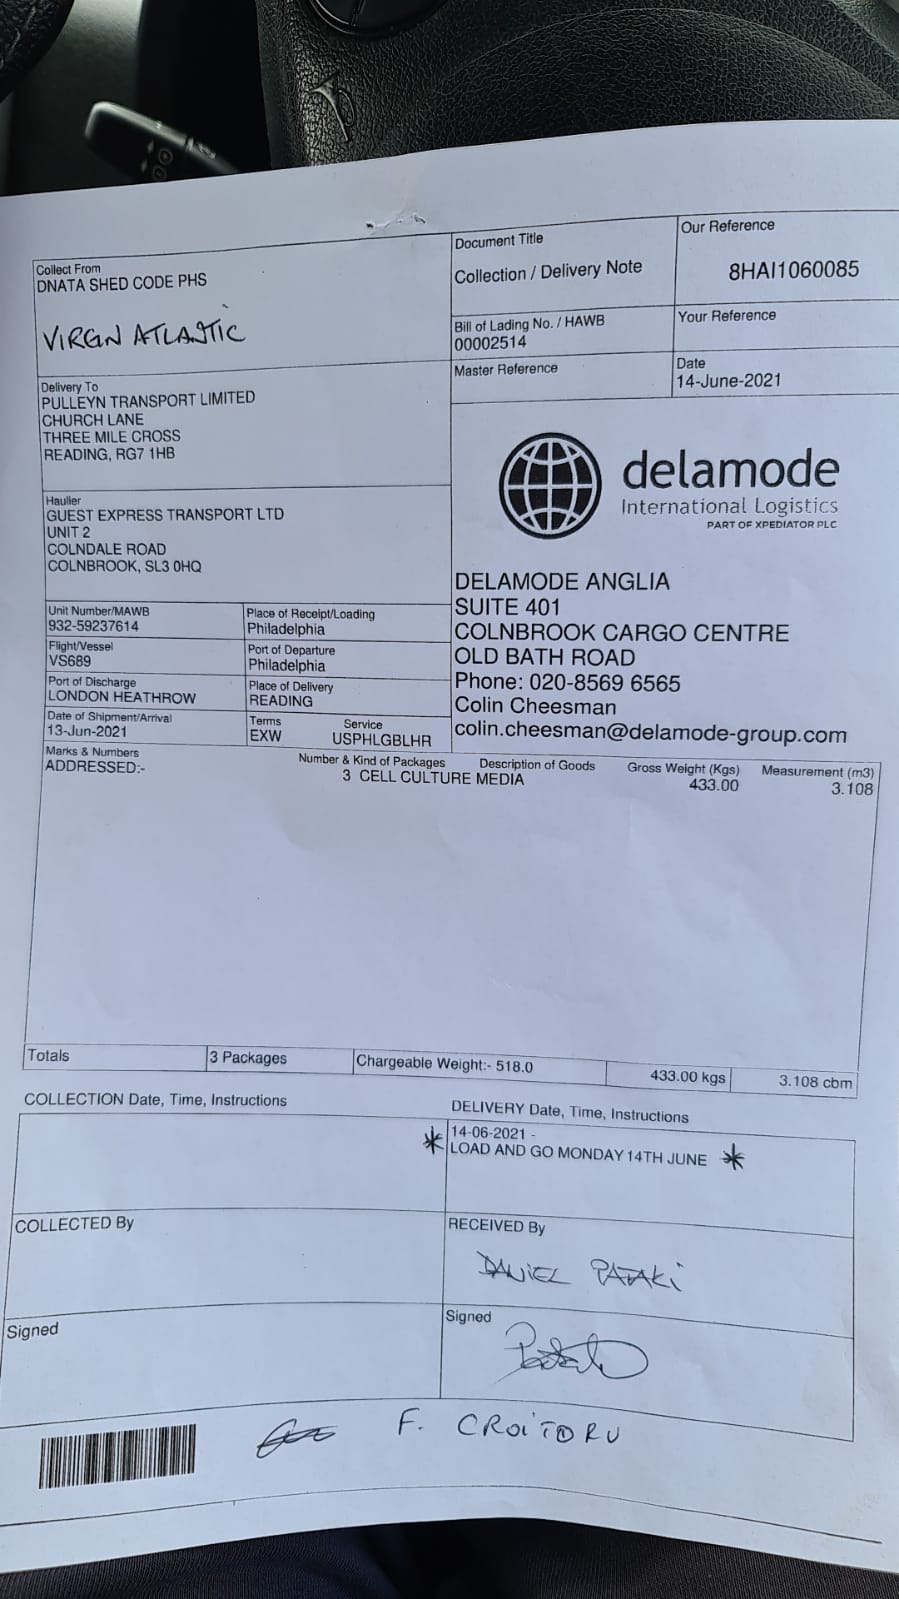 Collect From
DNATA SHED CODE PHS
VIRGN ATLANTIC
Document Title
Collection / Delivery Note
Our Reference
8HAI1060085
Bill of Lading No. / HAWB
00002514
Your Reference
Master Reference
Date
14-June-2021
Delivery To
PULLEYN TRANSPORT LIMITED
CHURCH LANE
THREE MILE CROSS
READING, RG7 1HB
Haulier
GUEST EXPRESS TRANSPORT LTD
UNIT 2
COLNDALE ROAD
COLNBROOK, SL3 0HQ
delamode
International Logistics
PART OF XPEDIATOR PLC
DELAMODE ANGLIA
SUITE 401
COLNBROOK CARGO CENTRE
OLD BATH ROAD
Phone: 020-8569 6565
Colin Cheesman
colin.cheesman@delamode-group.com
Unit Number/MAWB
932-59237614
Place of Receipt/Loading
Philadelphia
Flight/Vessel
VS689
Port of Departure
Philadelphia
Port of Discharge
LONDON HEATHROW
Place of Delivery
READING
Date of Shipment/Arrival
13-Jun-2021
Terms
EXW
Service
USPHLGBLHR
Marks & Numbers
ADDRESSED:-
Number & Kind of Packages Description of Goods
3 CELL CULTURE MEDIA
Gross Weight (Kgs)
433.00
Measurement (m3)
3.108
Totals 3 Packages Chargeable Weight:- 518.0 433.00 kgs 3.108 cbm
COLLECTION Date, Time, Instructions
DELIVERY Date, Time, Instructions
14-06-2021 -
* LOAD AND GO MONDAY 14TH JUNE *
COLLECTED By
RECEIVED By
DANIEL PATAKI
Signed
Signed
F. CROITORU